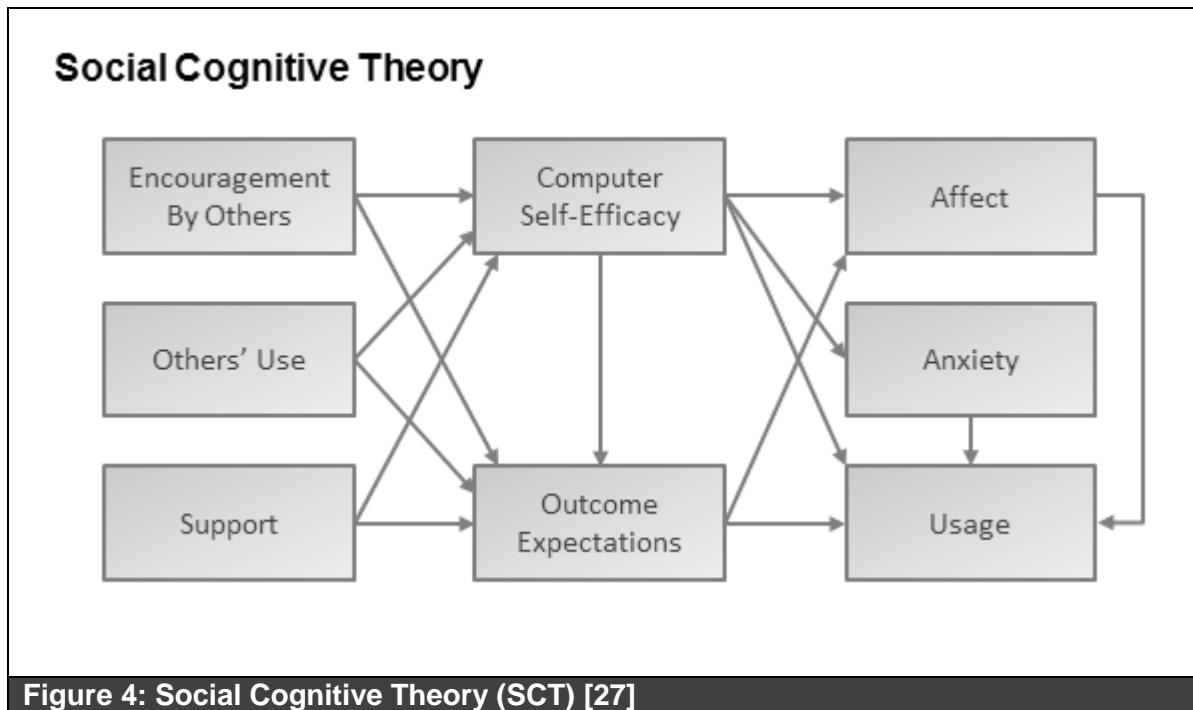 Social Cognitive Theory
Encouragement
By Others
Computer
Self-Efficacy
Affect
Others’ Use
Anxiety
Support
Outcome
Expectations
Usage
Figure 4: Social Cognitive Theory (SCT) [27]